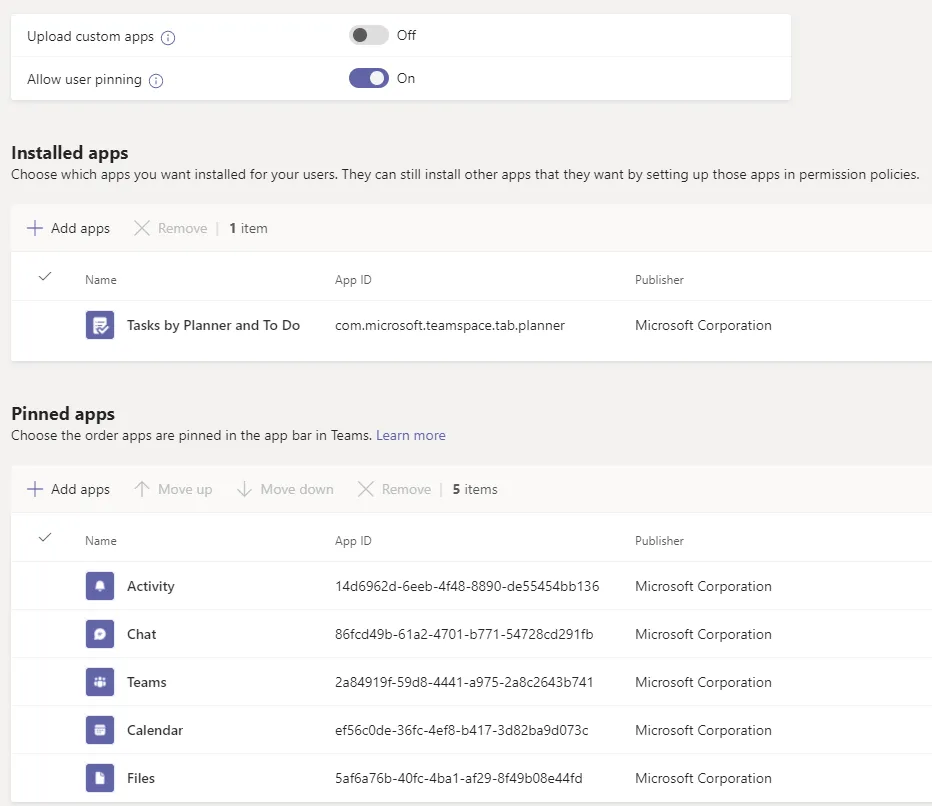 Upload custom apps Off
Allow user pinning On
Installed apps
Choose which apps you want installed for your users. They can still install other apps that they want by setting up those apps in permission policies.
Add apps Remove | 1 item
Name App ID Publisher
Tasks by Planner and To Do com.microsoft.teamspace.tab.planner Microsoft Corporation
Pinned apps
Choose the order apps are pinned in the app bar in Teams. Learn more
Add apps Move up Move down Remove | 5 items
Name App ID Publisher
Activity 14d6962d-6eeb-4f48-8890-de55454bb136 Microsoft Corporation
Chat 86fcd49b-61a2-4701-b771-54728cd291fb Microsoft Corporation
Teams 2a84919f-59d8-4441-a975-2a8c2643b741 Microsoft Corporation
Calendar ef56c0de-36fc-4ef8-b417-3d82ba9d073c Microsoft Corporation
Files 5af6a76b-40fc-4ba1-af29-8f49b08e44fd Microsoft Corporation